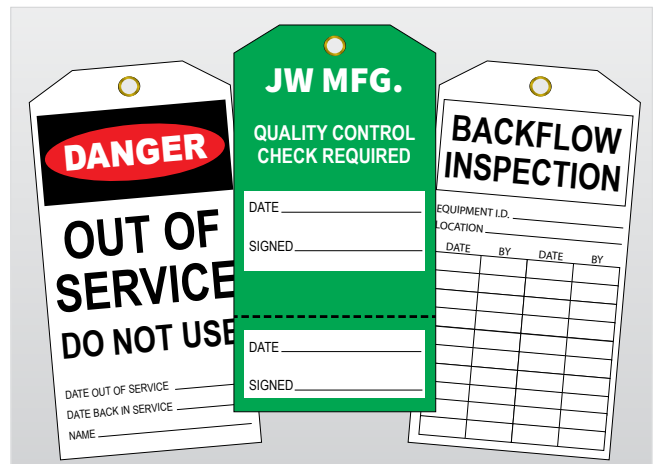 DANGER
OUT OF
SERVICE
DO NOT USE
DATE OUT OF SERVICE
DATE BACK IN SERVICE
NAME
JW MFG.
QUALITY CONTROL
CHECK REQUIRED
DATE
SIGNED
DATE
SIGNED
BACKFLOW
INSPECTION
EQUIPMENT I.D.
LOCATION
DATE BY DATE BY